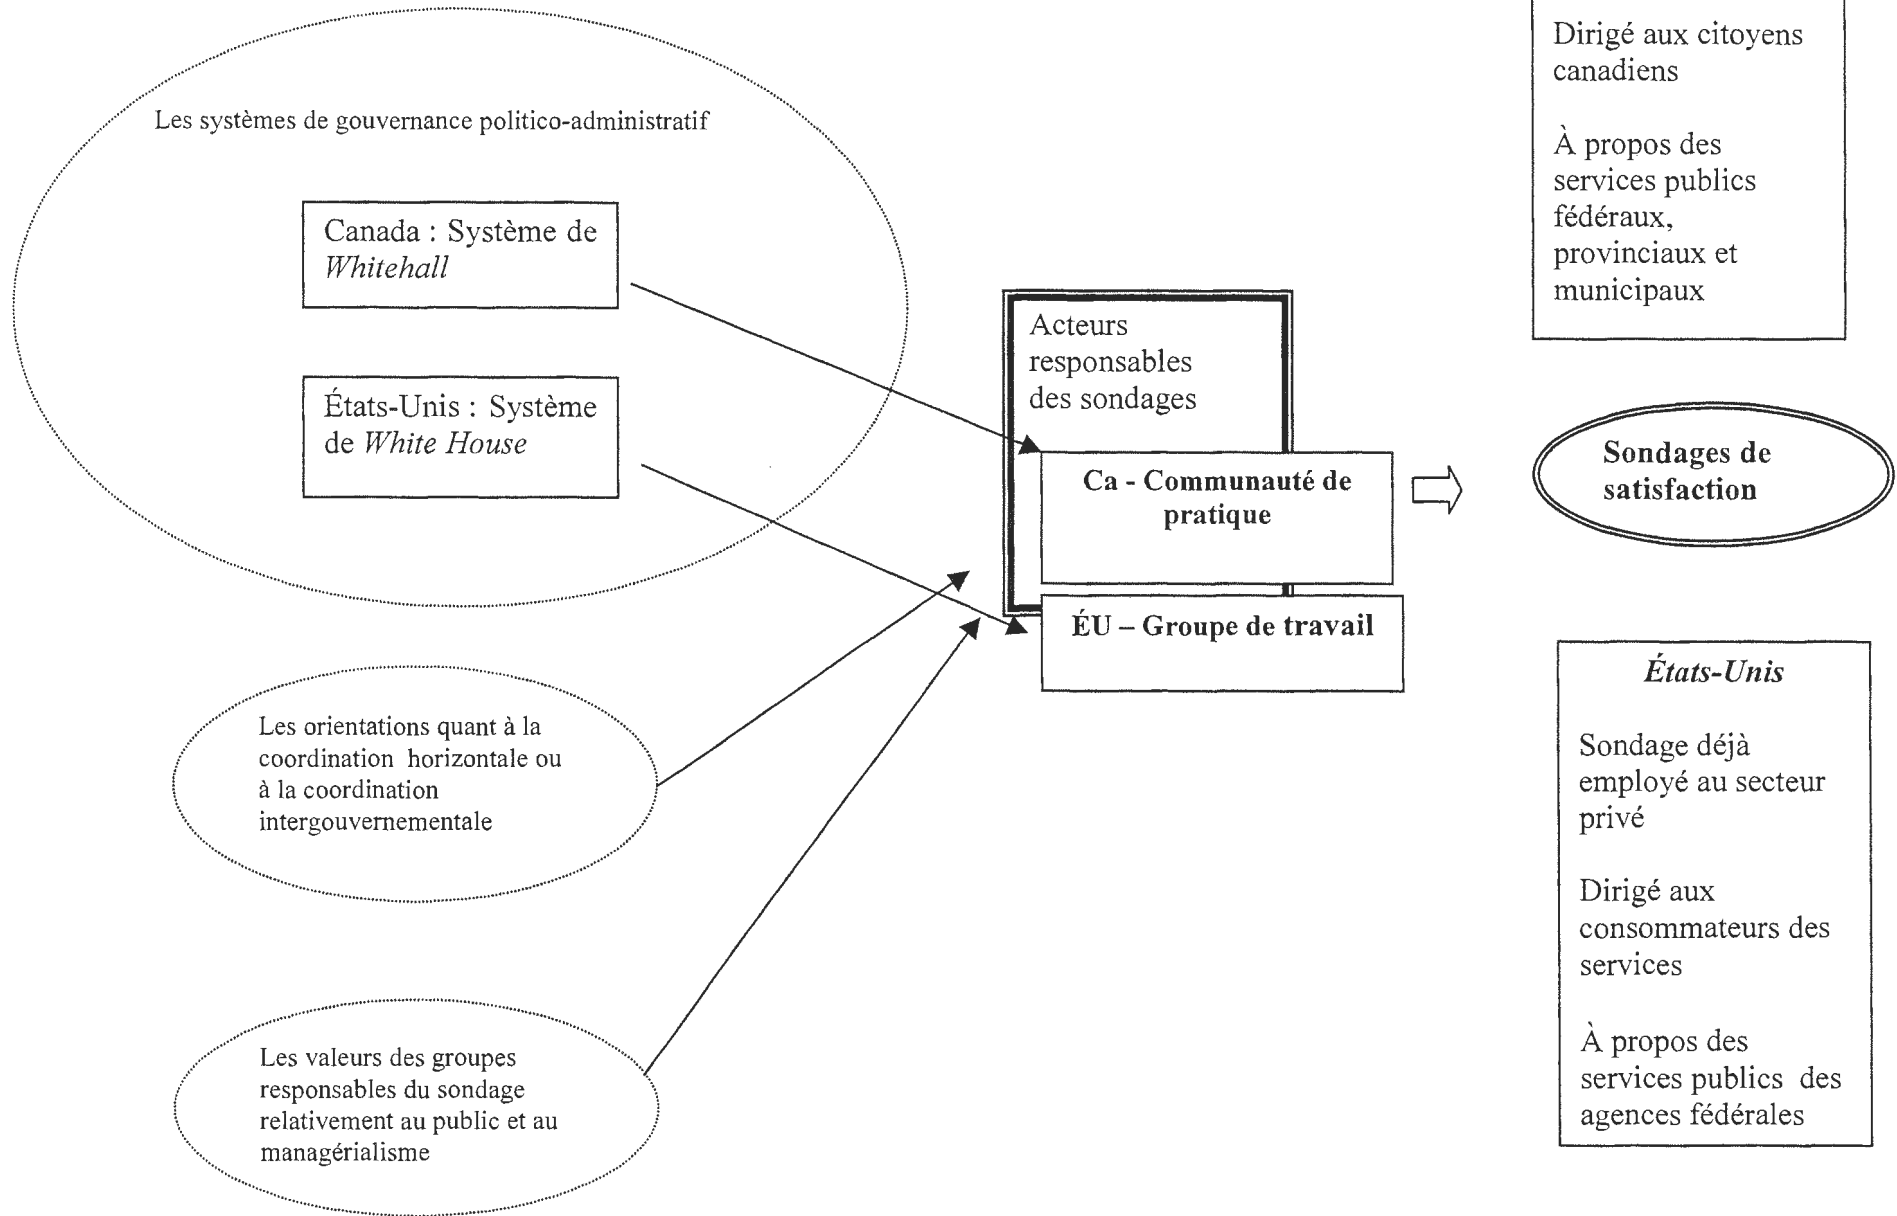 Les systèmes de gouvernance politico-administratif
Canada : Système de
Whitehall
États-Unis : Système
de White House
Les orientations quant à la
coordination horizontale ou
à la coordination
intergouvernementale
Les valeurs des groupes
responsables du sondage
relativement au public et au
managérialisme
Acteurs
responsables
des sondages
Ca - Communauté de
pratique
ÉU – Groupe de travail
Dirigé aux citoyens
canadiens
À propos des
services publics
fédéraux,
provinciaux et
municipaux
Sondages de
satisfaction
États-Unis
Sondage déjà
employé au secteur
privé
Dirigé aux
consommateurs des
services
À propos des
services publics des
agences fédérales